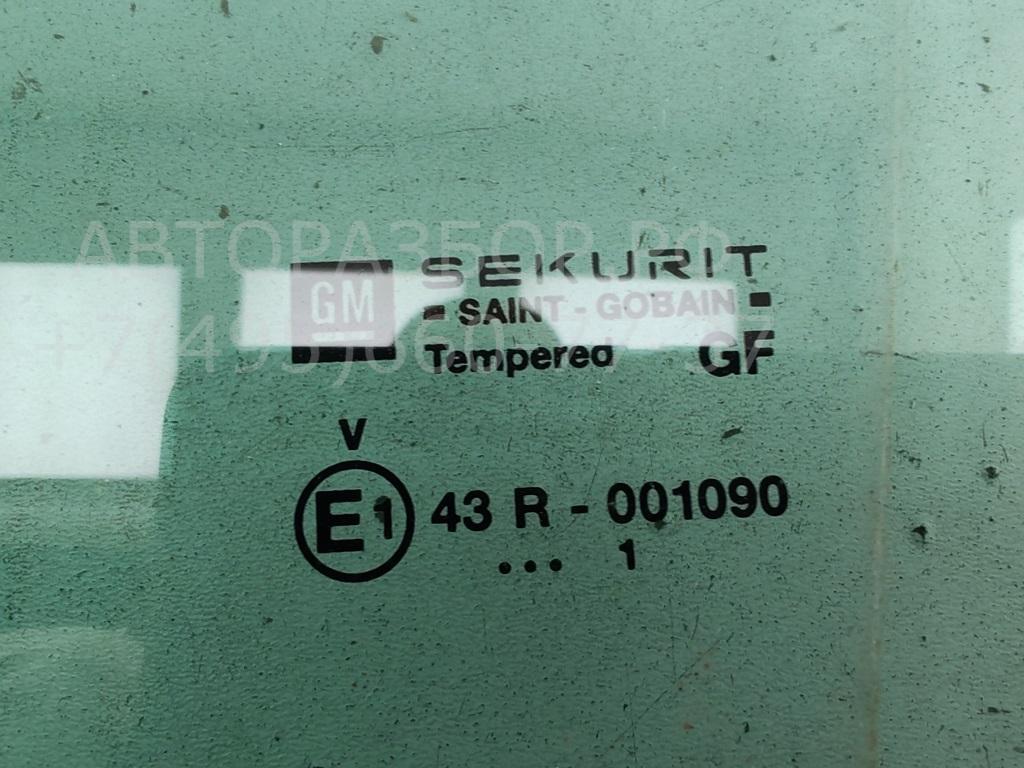 АВТОРАЗБОР.РФ
SEKURIT
GM
SAINT - GOBAIN
Tempered GF
V
E1 43 R - 001090
... 1